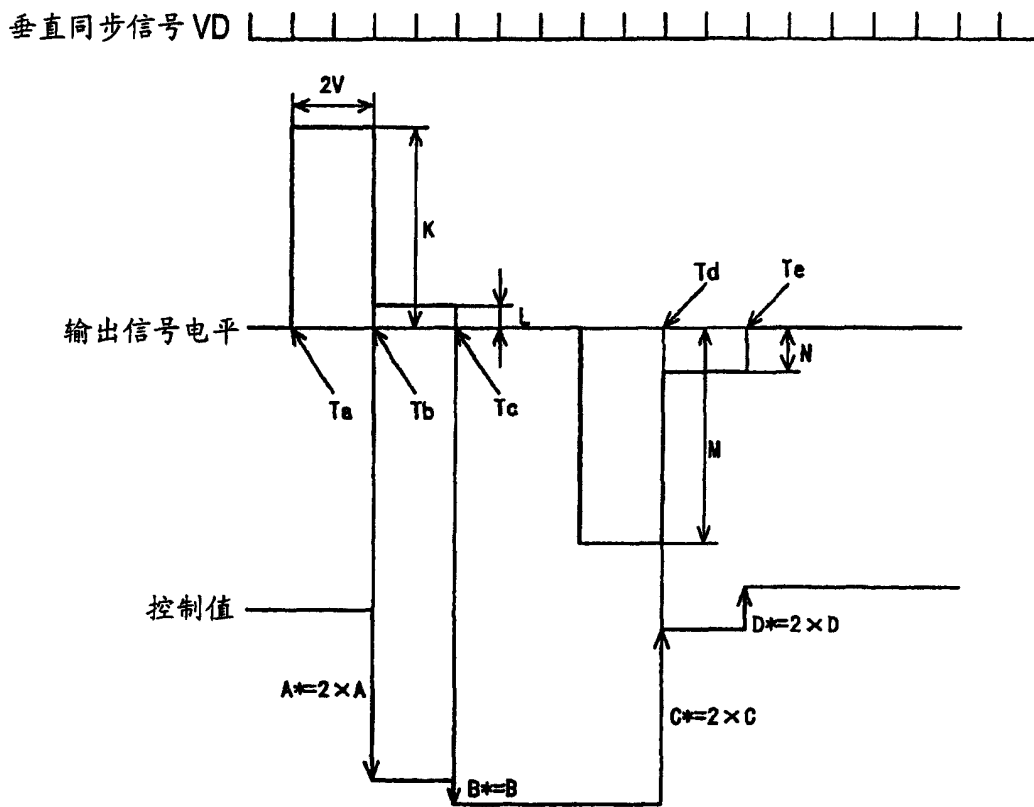 垂直同步信号 VD
2V
K
L
Td
Te
输出信号电平
N
Ta
Tb
Tc
M
控制值
D*=2×D
A*=2×A
C*=2×C
B*=B